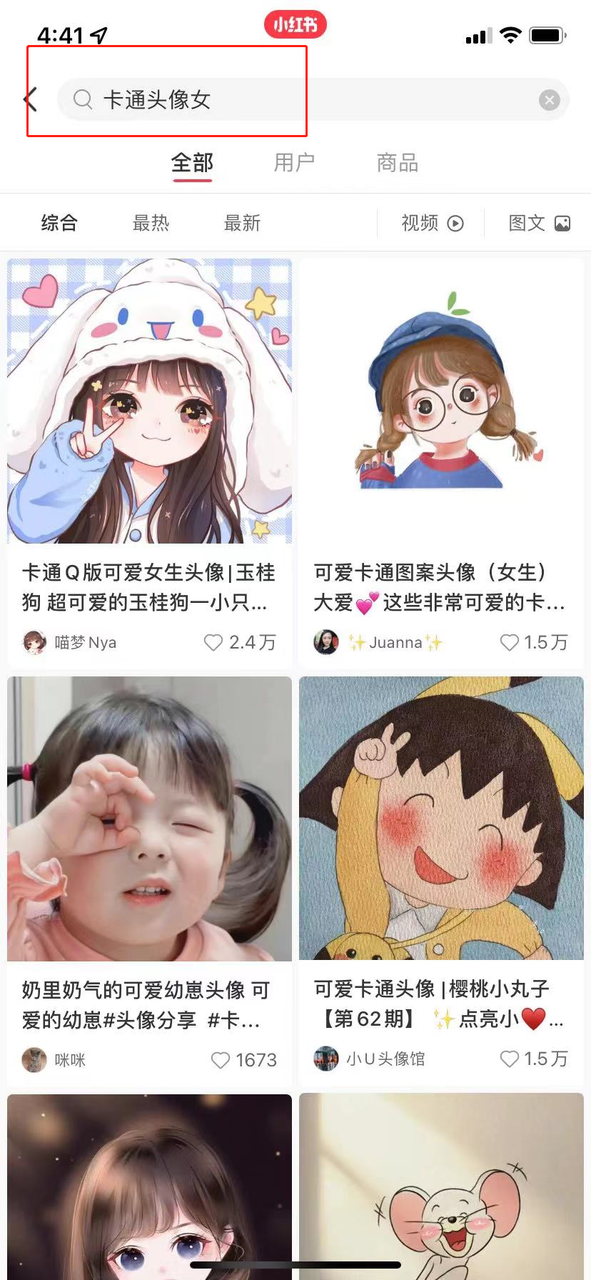 4:41
小红书
卡通头像女
全部
用户
商品
综合
最热
最新
视频
图文
卡通Q版可爱女生头像|玉桂
狗 超可爱的玉桂狗一小只...
喵梦Nya
2.4万
可爱卡通图案头像（女生）
大爱💕这些非常可爱的卡...
✨Juanna✨
1.5万
奶里奶气的可爱幼崽头像 可
爱的幼崽#头像分享 #卡...
咪咪
1673
可爱卡通头像|樱桃小丸子
【第62期】 ✨点亮小❤️...
小U头像馆
1.5万